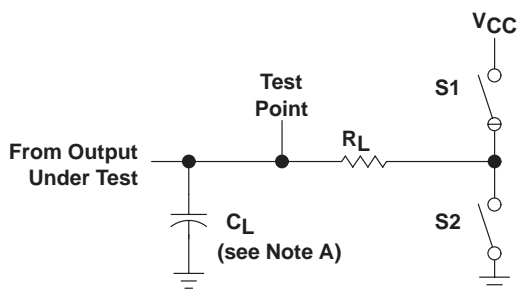 VCC
S1
Test
Point
RL
From Output
Under Test
CL
(see Note A)
S2